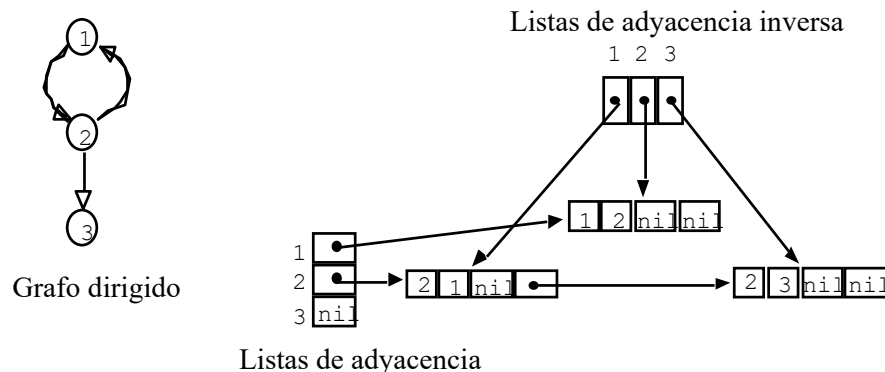 Listas de adyacencia inversa
1 2 3
1
2
3
Grafo dirigido
1 2 nil nil
1
2 2 1 nil 2 3 nil nil
3 nil
Listas de adyacencia